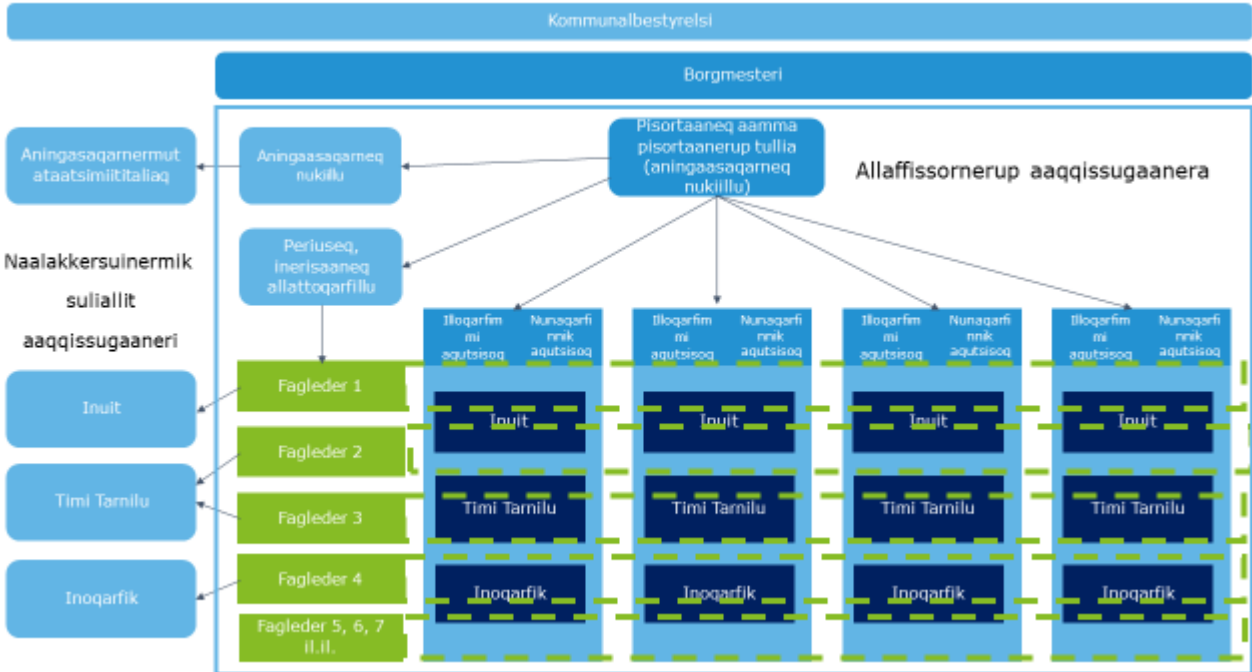 Kommunalbestyrelsi
Borgmesteri
Aningasaqarnermut
ataatsimiititaliaq
Aningaasaqarneq
nukiillu
Pisortaaneq aamma
pisortaanerup tullia
(aningaasaqarneq
nukiillu)
Allaffissornerup aaqqissugaanera
Naalakkersuinermik
suliallit
aaqqissugaaneri
Periuseq,
inerisaaneq
allattoqarfillu
Illoqarfim
mi
aqutsisoq
Nunaqarfi
nnik
aqutsisoq
Illoqarfim
mi
aqutsisoq
Nunaqarfi
nnik
aqutsisoq
Illoqarfim
mi
aqutsisoq
Nunaqarfi
nnik
aqutsisoq
Illoqarfim
mi
aqutsisoq
Nunaqarfi
nnik
aqutsisoq
Inuit
Fagleder 1
Inuit
Inuit
Inuit
Inuit
Fagleder 2
Timi Tarnilu
Fagleder 3
Timi Tarnilu
Timi Tarnilu
Timi Tarnilu
Timi Tarnilu
Inoqarfik
Fagleder 4
Inoqarfik
Inoqarfik
Inoqarfik
Inoqarfik
Fagleder 5, 6, 7
il.il.